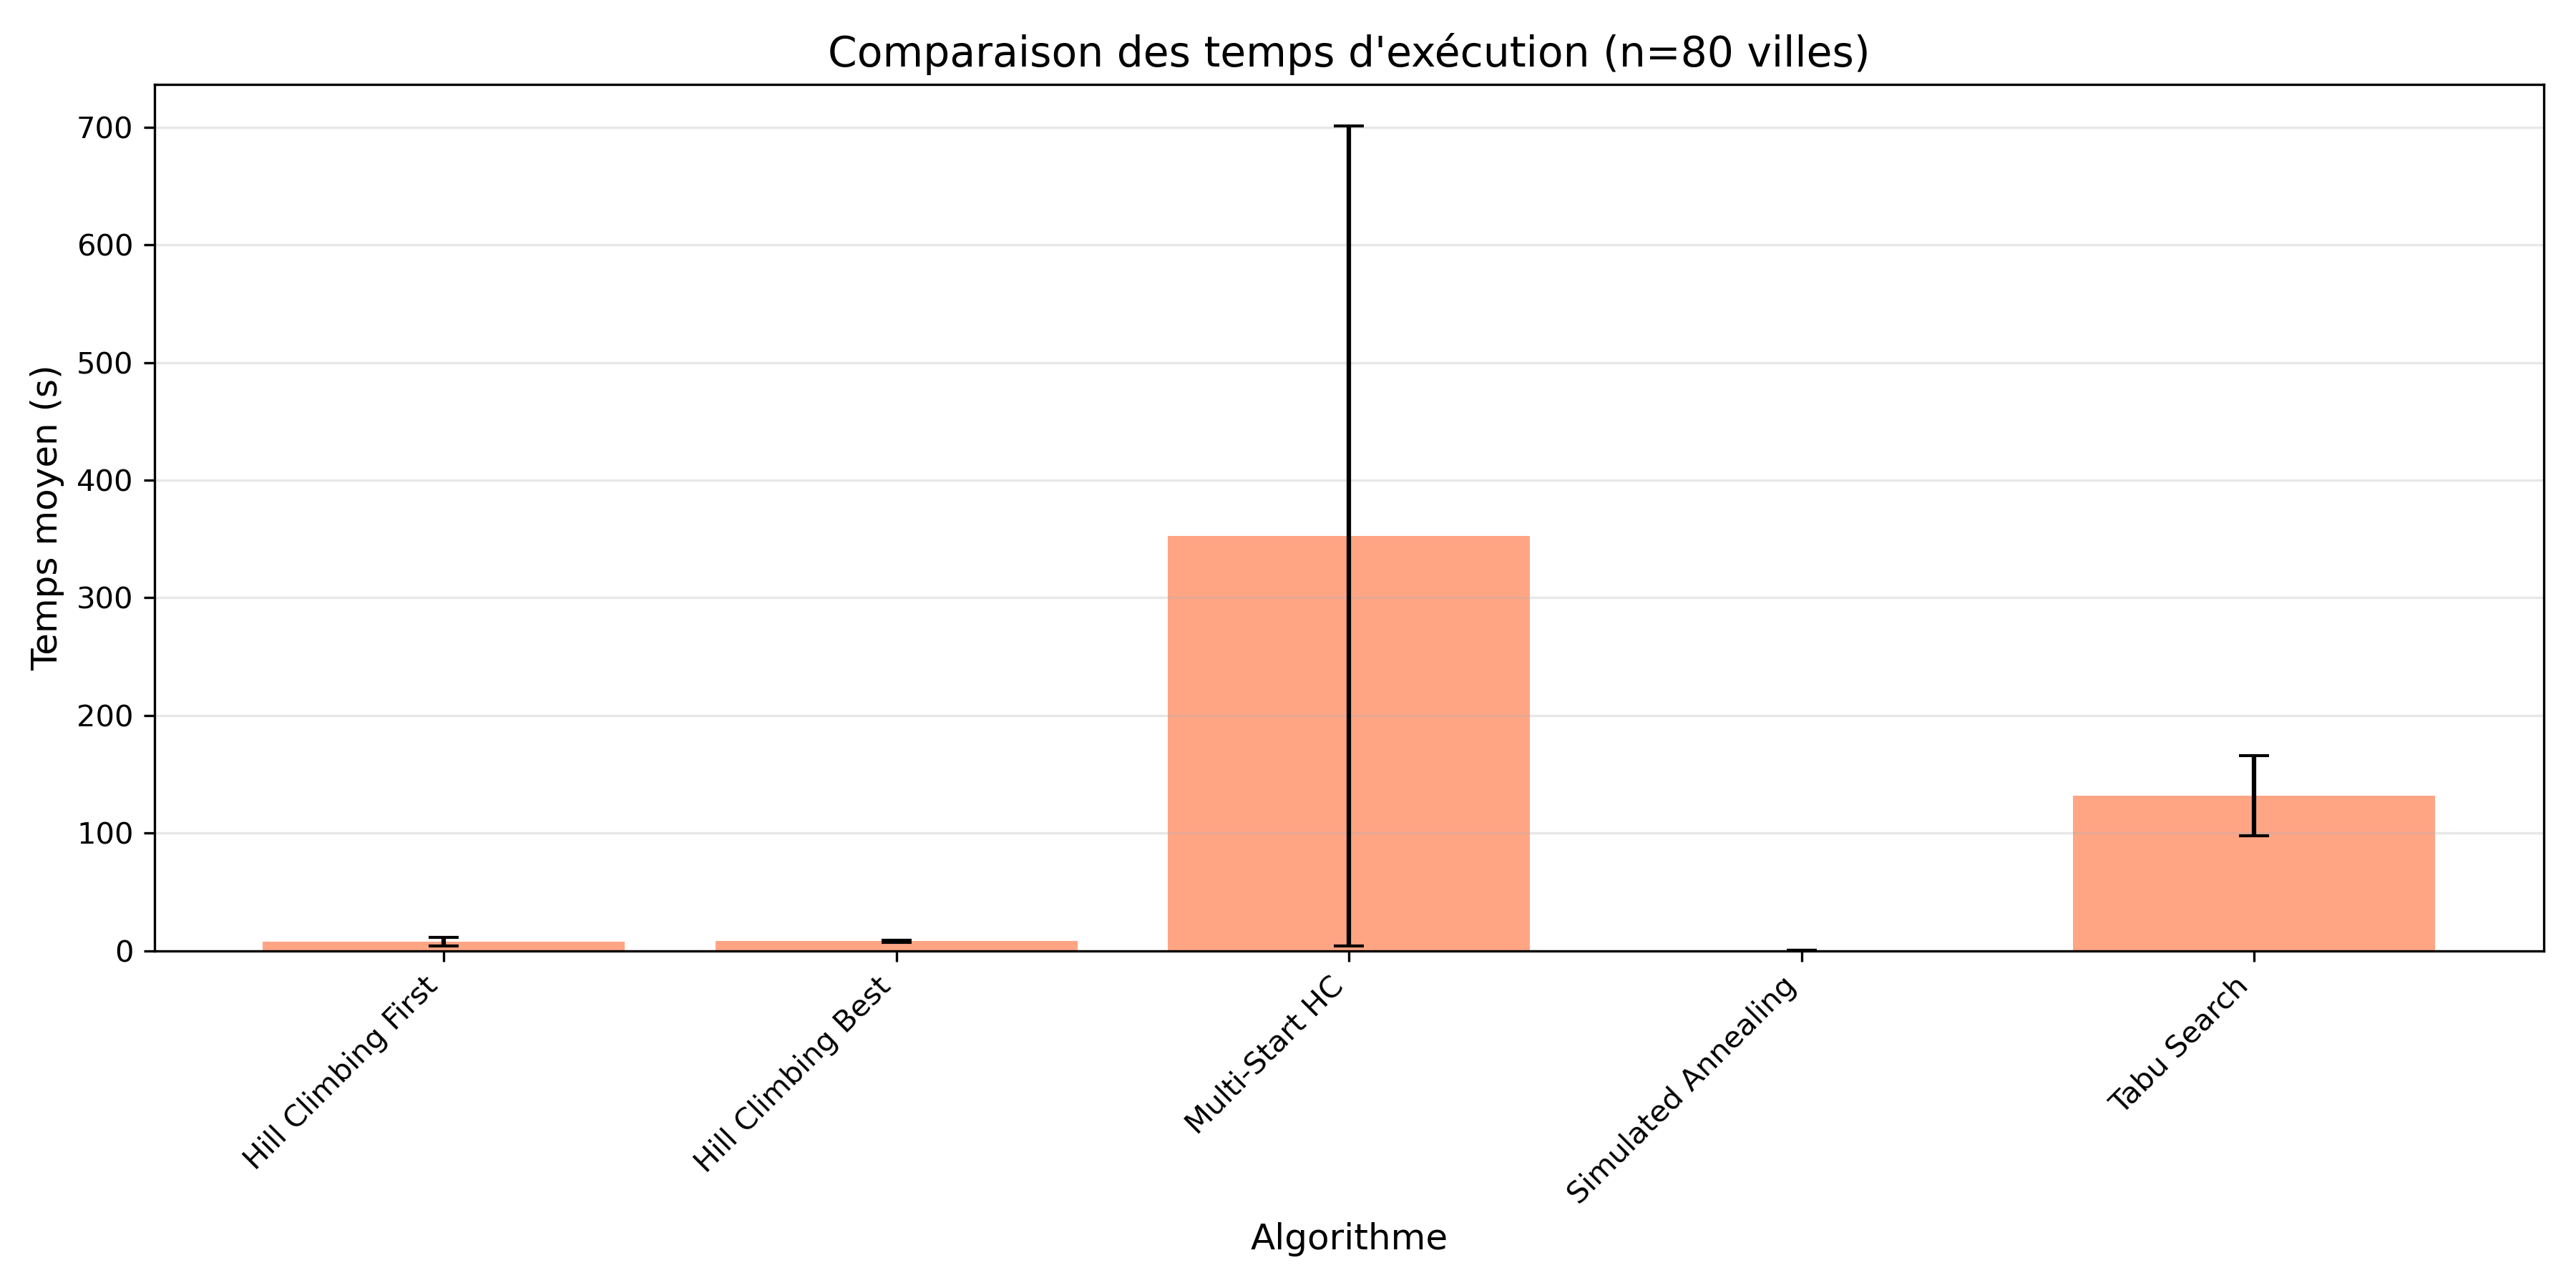 Comparaison des temps d'exécution (n=80 villes)
Temps moyen (s)
700
600
500
400
300
200
100
0
Hill Climbing First
Hill Climbing Best
Multi-Start HC
Simulated Annealing
Tabu Search
Algorithme